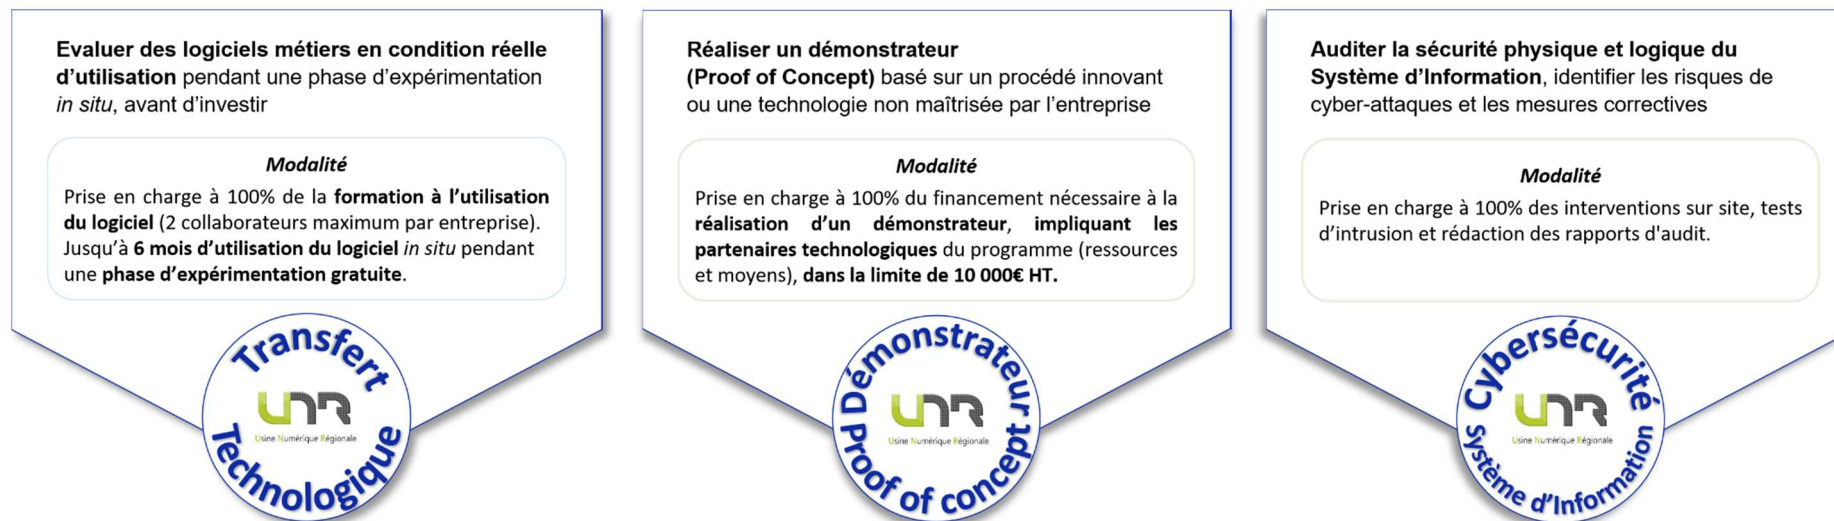 Evaluer des logiciels métiers en condition réelle
d’utilisation pendant une phase d’expérimentation
in situ, avant d’investir
Modalité
Prise en charge à 100% de la formation à l’utilisation
du logiciel (2 collaborateurs maximum par entreprise).
Jusqu’à 6 mois d’utilisation du logiciel in situ pendant
une phase d’expérimentation gratuite.
Transfert
UNR
Usine Numérique Régionale
Technologique
Réaliser un démonstrateur
(Proof of Concept) basé sur un procédé innovant
ou une technologie non maîtrisée par l’entreprise
Modalité
Prise en charge à 100% du financement nécessaire à la
réalisation d’un démonstrateur, impliquant les
partenaires technologiques du programme (ressources
et moyens), dans la limite de 10 000€ HT.
Démonstrateur
UNR
Usine Numérique Régionale
Proof of concept
Auditer la sécurité physique et logique du
Système d’Information, identifier les risques de
cyber-attaques et les mesures correctives
Modalité
Prise en charge à 100% des interventions sur site, tests
d’intrusion et rédaction des rapports d'audit.
Cybersécurité
UNR
Usine Numérique Régionale
Système d’Information